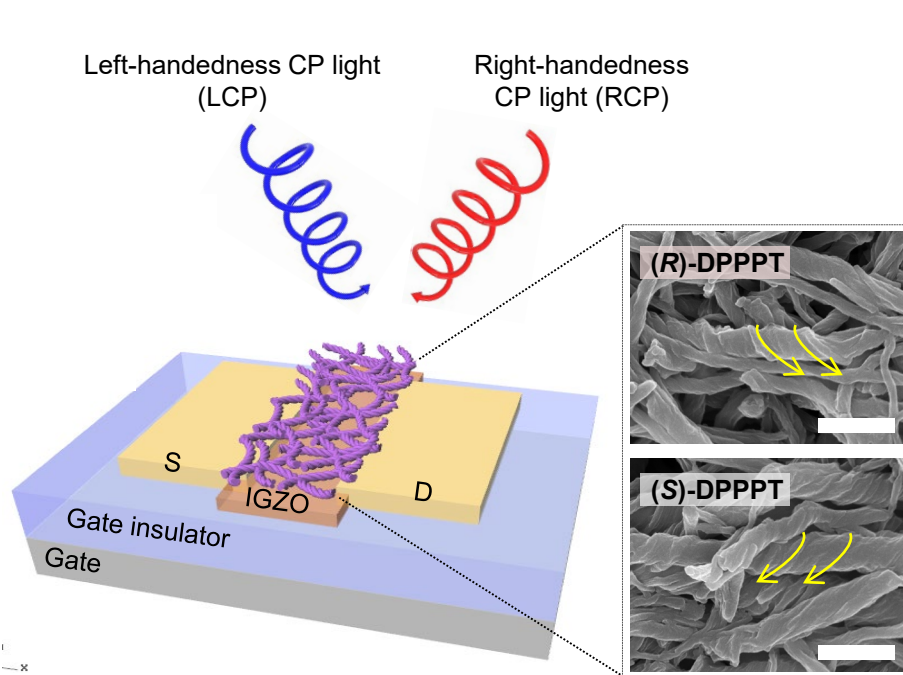 Left-handedness CP light
(LCP)
Right-handedness
CP light (RCP)
(R)-DPPPT
S
D
IGZO
(S)-DPPPT
Gate insulator
Gate
x